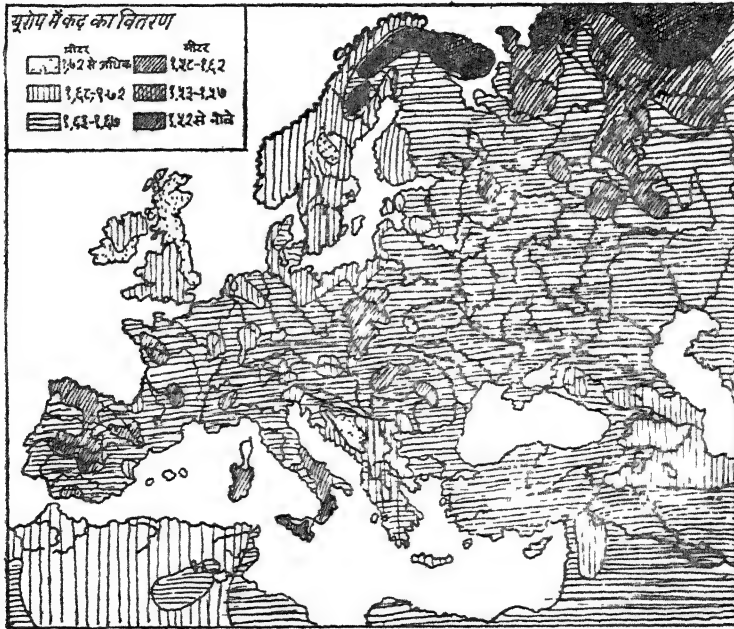 यूरोप में कद का वितरण
मीटर मीटर
१.७२ से अधिक १.५८-१.६२
१.६८-१.७२ १.५३-१.५७
१.६३-१.६७ १.५२ से नीचे